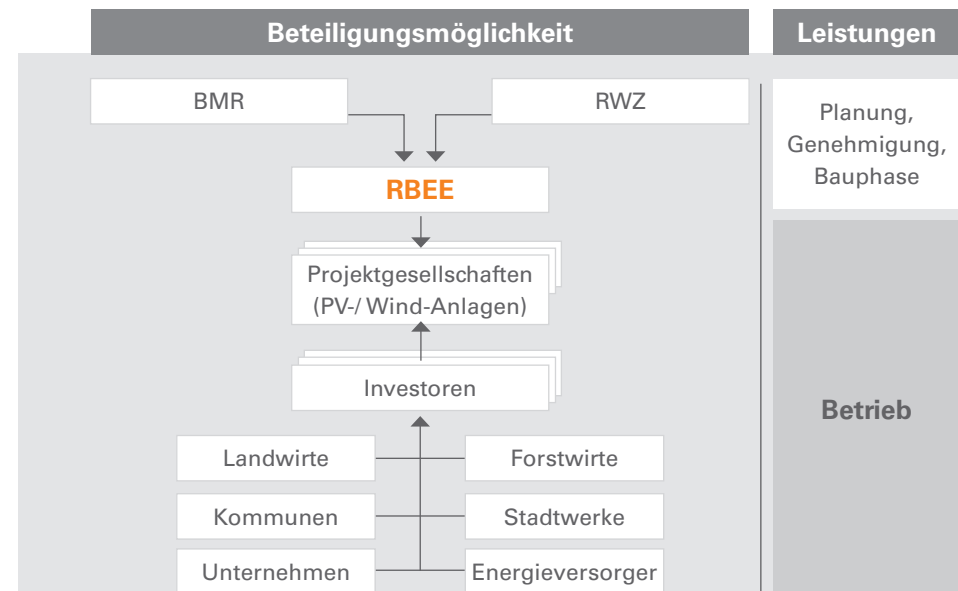 Beteiligungsmöglichkeit
Leistungen
BMR
RWZ
Planung,
Genehmigung,
Bauphase
RBEE
Projektgesellschaften
(PV-/ Wind-Anlagen)
Investoren
Betrieb
Landwirte
Forstwirte
Kommunen
Stadtwerke
Unternehmen
Energieversorger